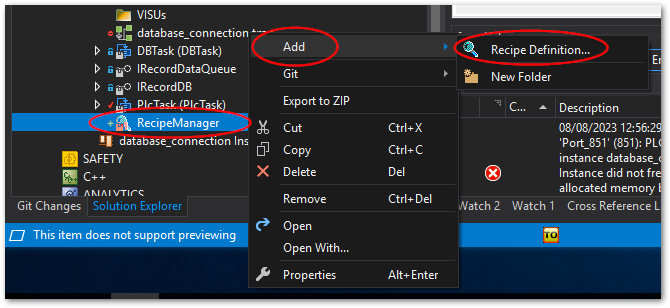 VISUs
database_connection
DBTask (DBTask)
IRecordDataQueue
IRecordDB
PlcTask (PlcTask)
RecipeManager
database_connection Ins
SAFETY
C++
ANALYTICS
Git Changes
Solution Explorer
This item does not support previewing
Add
Git
Export to ZIP
Cut Ctrl+X
Copy Ctrl+C
Delete Del
Remove Ctrl+Del
Open
Open With...
Properties Alt+Enter
Recipe Definition...
New Folder
C...
Description
08/08/2023 12:56:29
'Port_851' (851): PLC
instance database_c
Instance did not fre
allocated memory b
Watch 2
Watch 1
Cross Reference L
TO